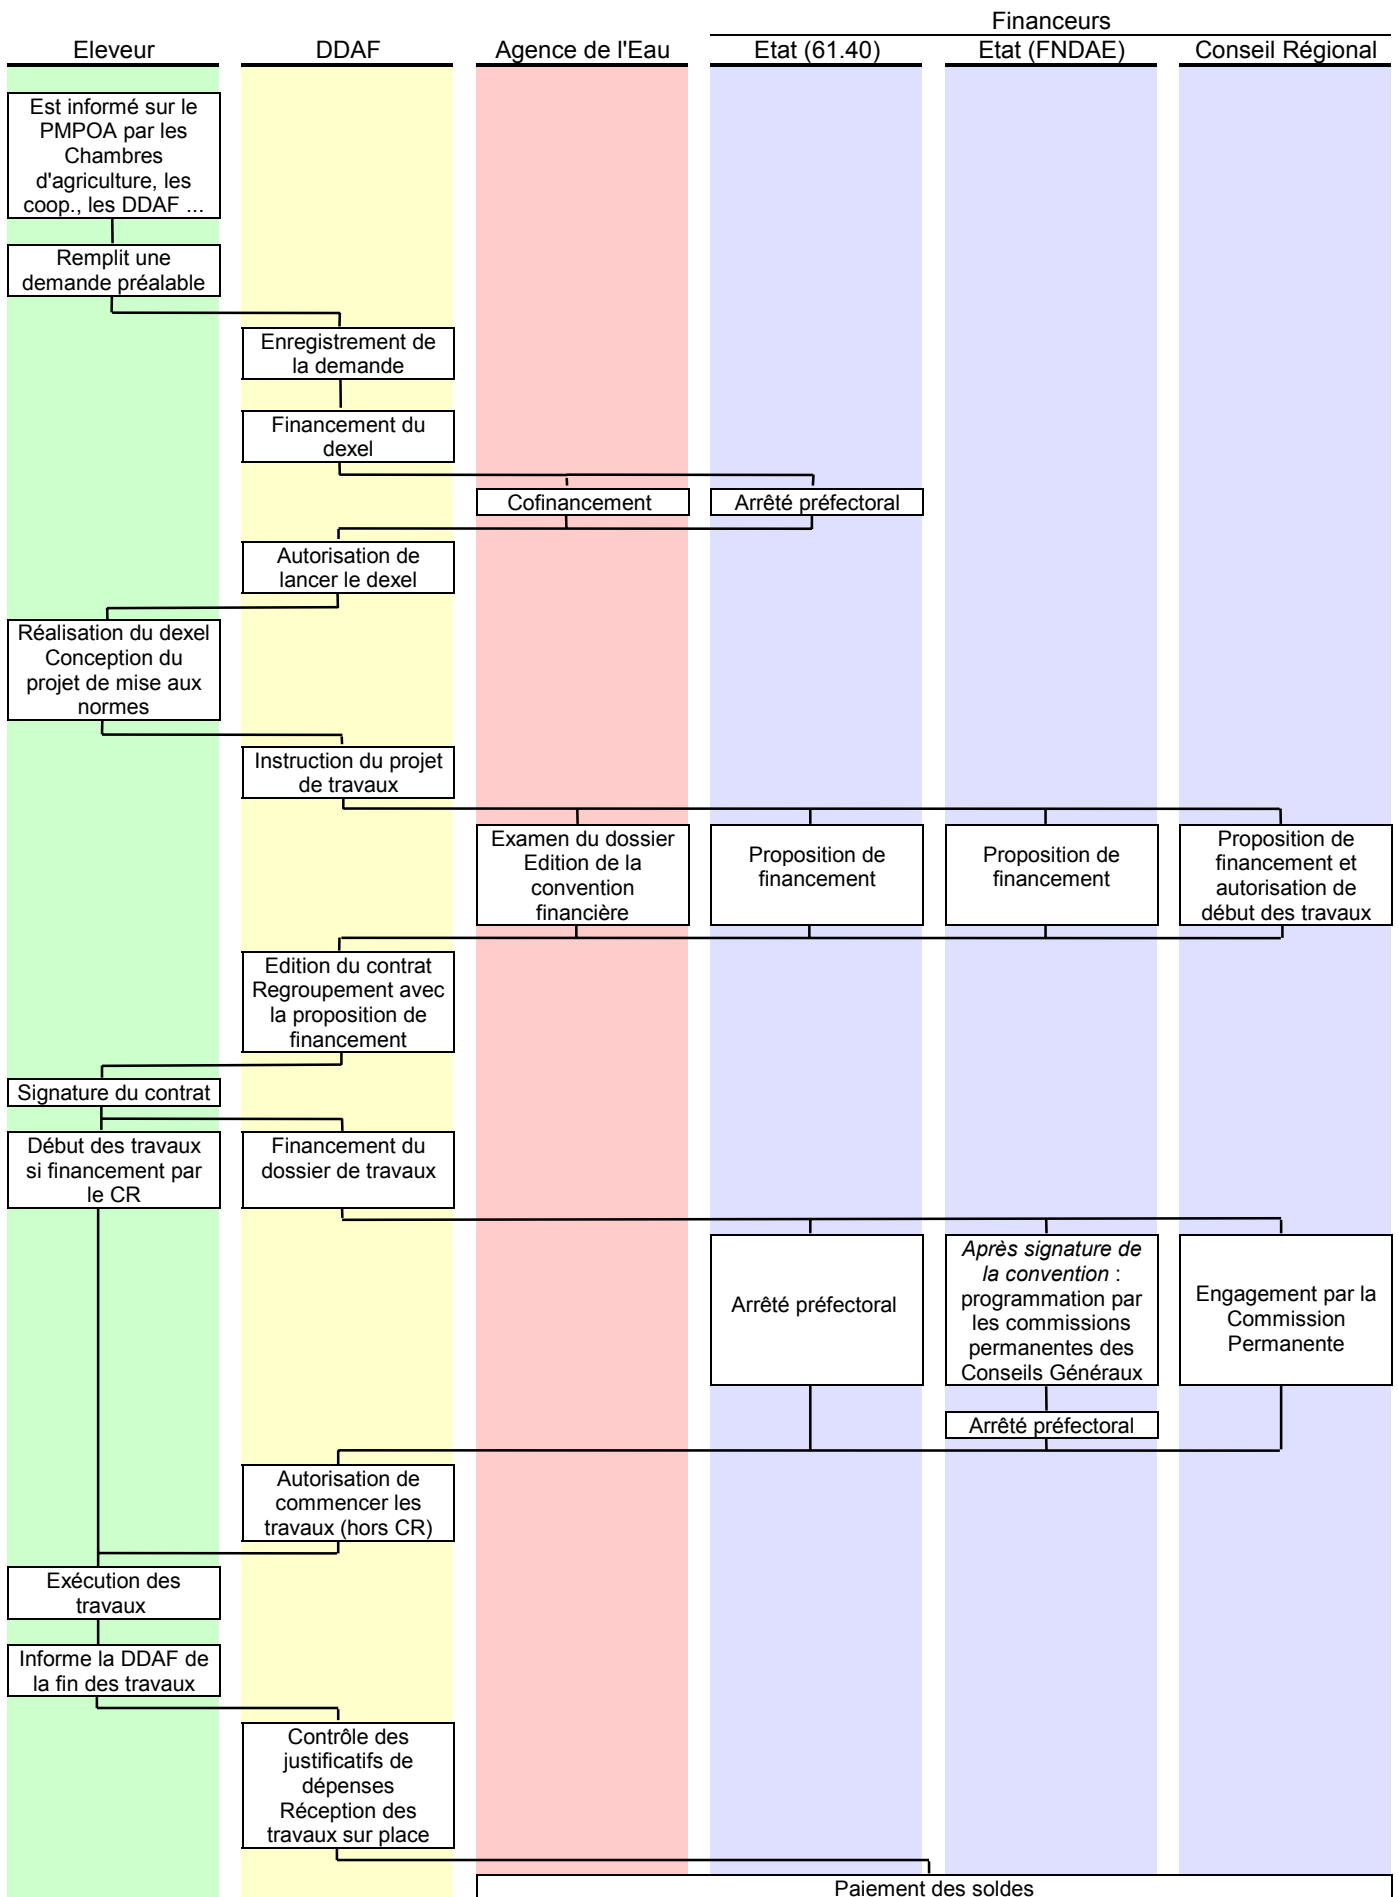 Financeurs
Eleveur
DDAF
Agence de l'Eau
Etat (61.40)
Etat (FNDAE)
Conseil Régional
Est informé sur le
PMPOA par les
Chambres
d'agriculture, les
coop., les DDAF ...
Remplit une
demande préalable
Enregistrement de
la demande
Financement du
dexel
Cofinancement
Arrêté préfectoral
Autorisation de
lancer le dexel
Réalisation du dexel
Conception du
projet de mise aux
normes
Instruction du projet
de travaux
Examen du dossier
Edition de la
convention
financière
Proposition de
financement
Proposition de
financement
Proposition de
financement et
autorisation de
début des travaux
Edition du contrat
Regroupement avec
la proposition de
financement
Signature du contrat
Début des travaux
si financement par
le CR
Financement du
dossier de travaux
Arrêté préfectoral
Après signature de
la convention :
programmation par
les commissions
permanentes des
Conseils Généraux
Engagement par la
Commission
Permanente
Arrêté préfectoral
Autorisation de
commencer les
travaux (hors CR)
Exécution des
travaux
Informe la DDAF de
la fin des travaux
Contrôle des
justificatifs de
dépenses
Réception des
travaux sur place
Paiement des soldes